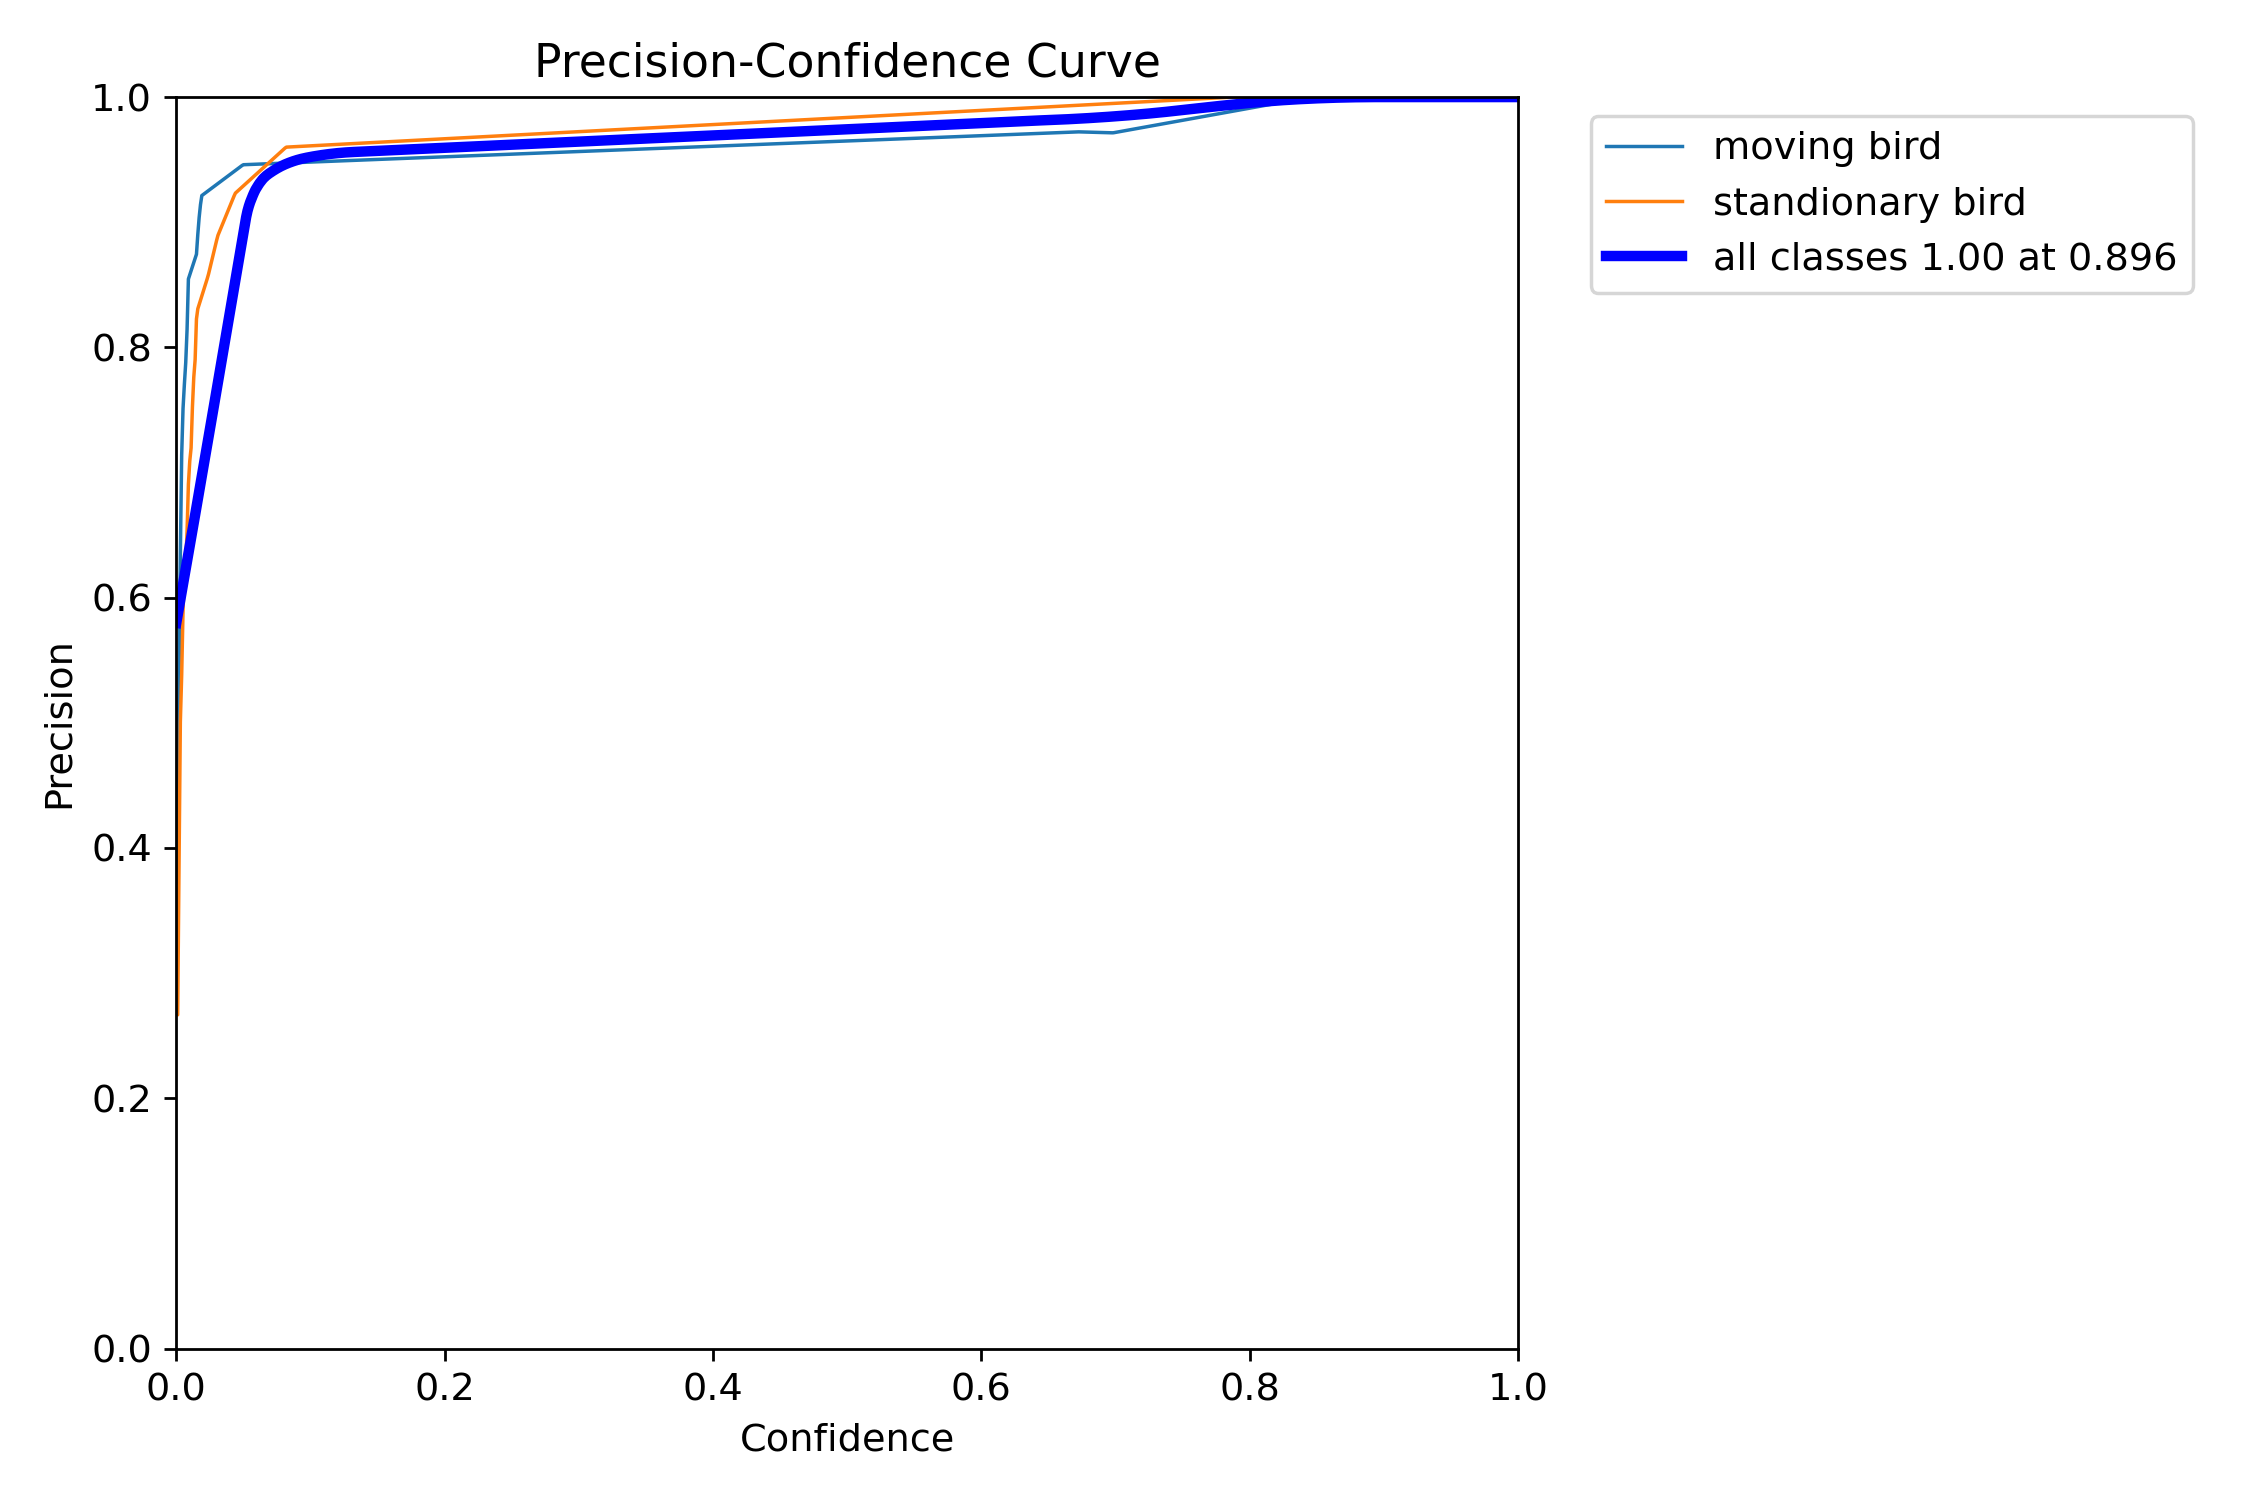 Precision-Confidence Curve
1.0
0.8
0.6
0.4
0.2
0.0
Precision
0.0 0.2 0.4 0.6 0.8 1.0
Confidence
moving bird
standionary bird
all classes 1.00 at 0.896